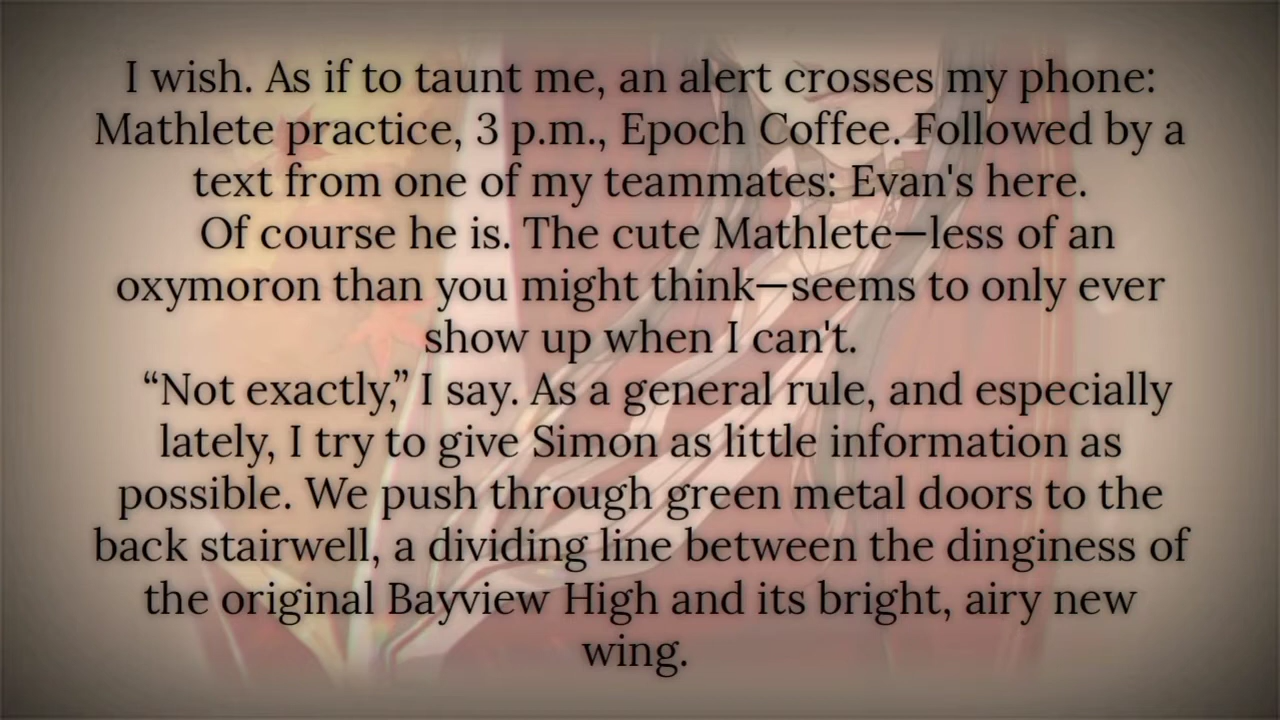 I wish. As if to taunt me, an alert crosses my phone:
Mathlete practice, 3 p.m., Epoch Coffee. Followed by a
text from one of my teammates: Evan's here.
Of course he is. The cute Mathlete—less of an
oxymoron than you might think—seems to only ever
show up when I can't.
“Not exactly,” I say. As a general rule, and especially
lately, I try to give Simon as little information as
possible. We push through green metal doors to the
back stairwell, a dividing line between the dinginess of
the original Bayview High and its bright, airy new
wing.